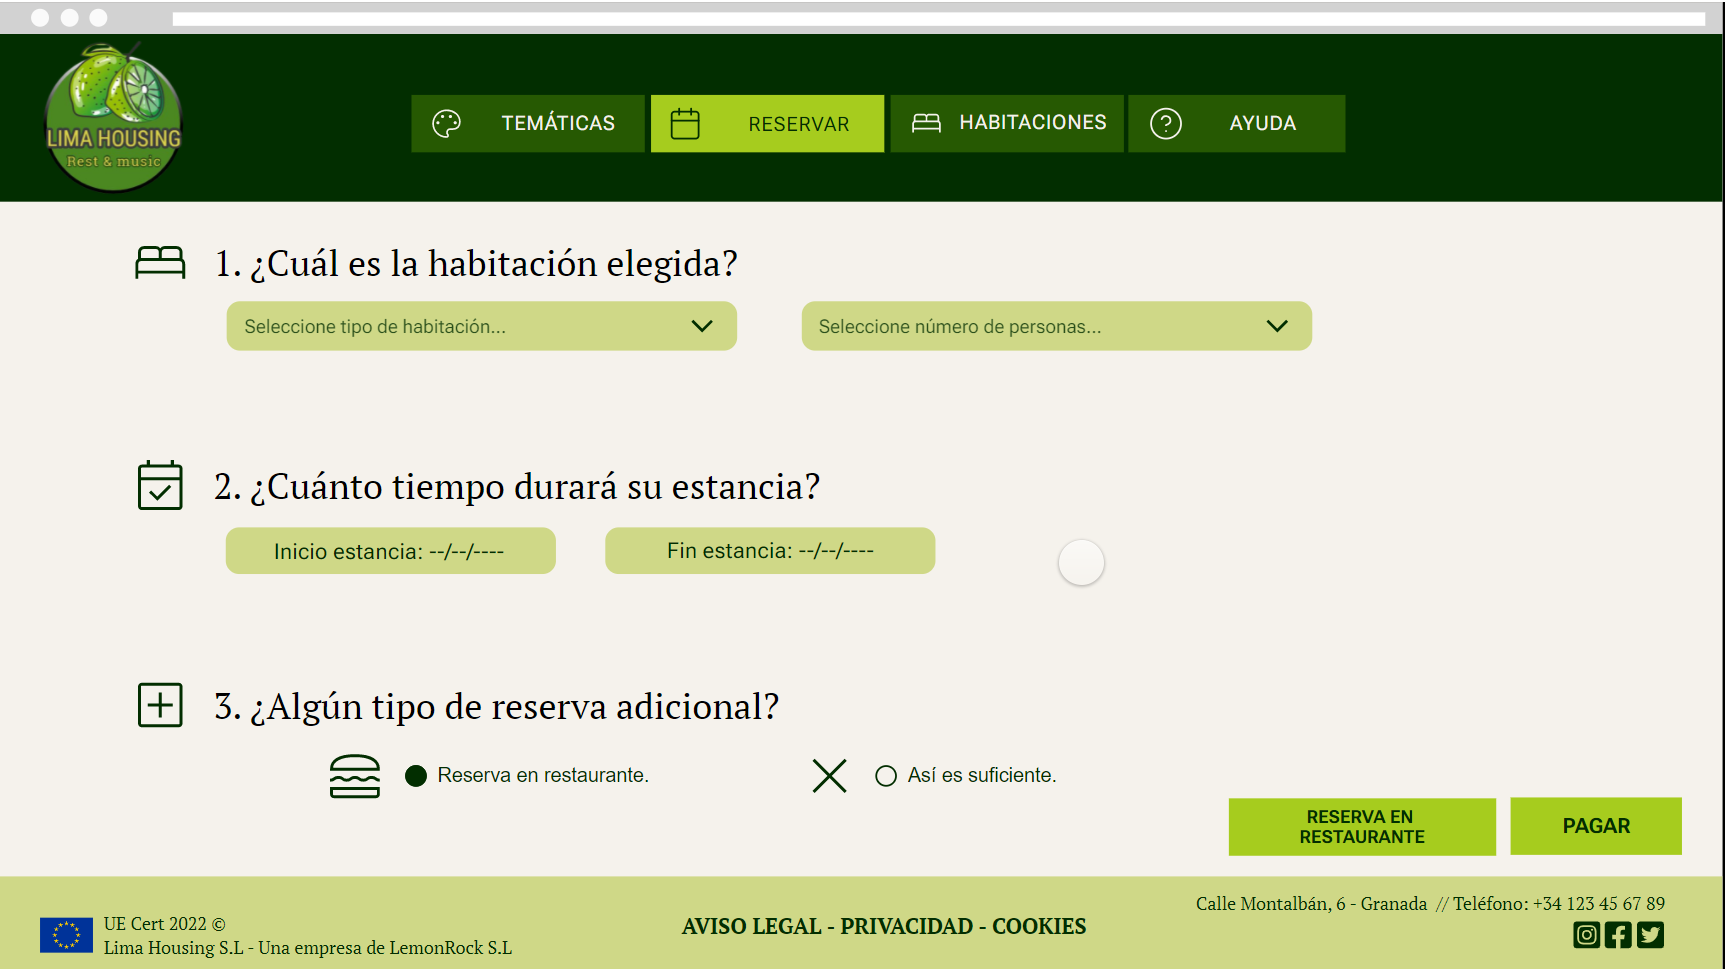 LIMA HOUSING
Rest & music
TEMÁTICAS
RESERVAR
HABITACIONES
? AYUDA
1. ¿Cuál es la habitación elegida?
Seleccione tipo de habitación...
Seleccione número de personas...
2. ¿Cuánto tiempo durará su estancia?
Inicio estancia: --/--/----
Fin estancia: --/--/----
3. ¿Algún tipo de reserva adicional?
Reserva en restaurante.
Así es suficiente.
RESERVA EN
RESTAURANTE
PAGAR
UE Cert 2022 ©
Lima Housing S.L - Una empresa de LemonRock S.L
AVISO LEGAL - PRIVACIDAD - COOKIES
Calle Montalbán, 6 - Granada // Teléfono: +34 123 45 67 89